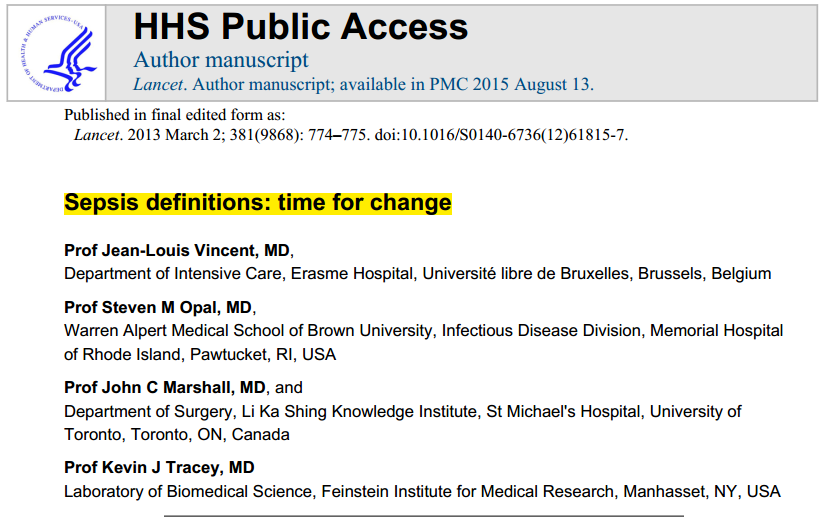 HHS Public Access
Author manuscript
Lancet. Author manuscript; available in PMC 2015 August 13.
DEPARTMENT OF HEALTH & HUMAN SERVICES·USA
Published in final edited form as:
Lancet. 2013 March 2; 381(9868): 774–775. doi:10.1016/S0140-6736(12)61815-7.
Sepsis definitions: time for change
Prof Jean-Louis Vincent, MD,
Department of Intensive Care, Erasme Hospital, Université libre de Bruxelles, Brussels, Belgium
Prof Steven M Opal, MD,
Warren Alpert Medical School of Brown University, Infectious Disease Division, Memorial Hospital
of Rhode Island, Pawtucket, RI, USA
Prof John C Marshall, MD, and
Department of Surgery, Li Ka Shing Knowledge Institute, St Michael's Hospital, University of
Toronto, Toronto, ON, Canada
Prof Kevin J Tracey, MD
Laboratory of Biomedical Science, Feinstein Institute for Medical Research, Manhasset, NY, USA